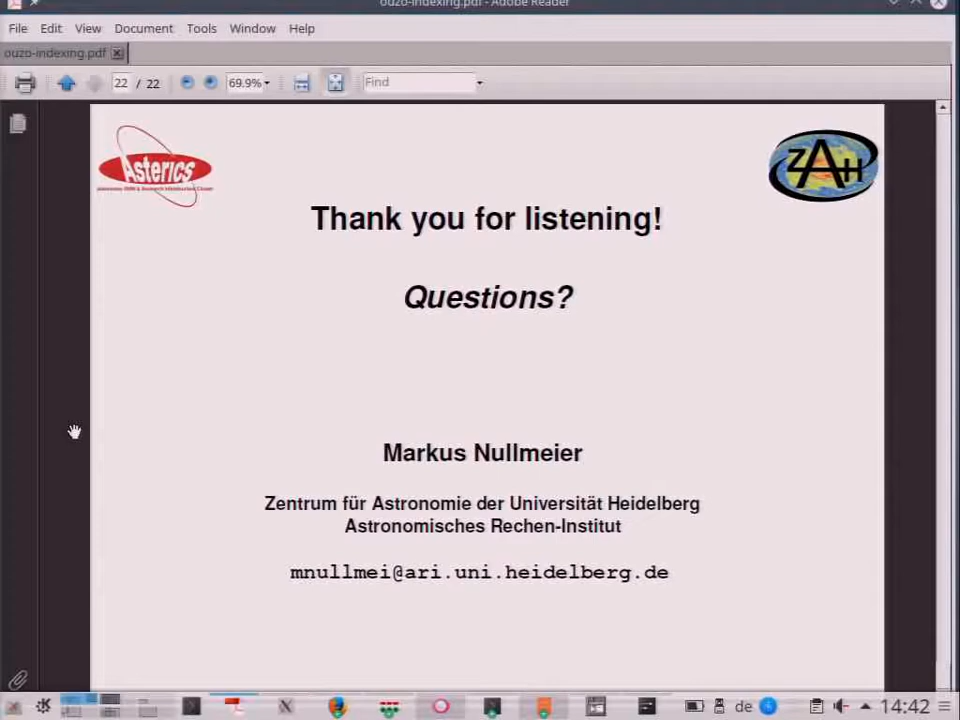 ouzo-indexing.pdf - Adobe Reader
File Edit View Document Tools Window Help
ouzo-indexing.pdf
22 / 22 69.9% Find
Asterics
ZAH
Thank you for listening!
Questions?
Markus Nullmeier
Zentrum für Astronomie der Universität Heidelberg
Astronomisches Rechen-Institut
mnullmei@ari.uni.heidelberg.de
de 14:42